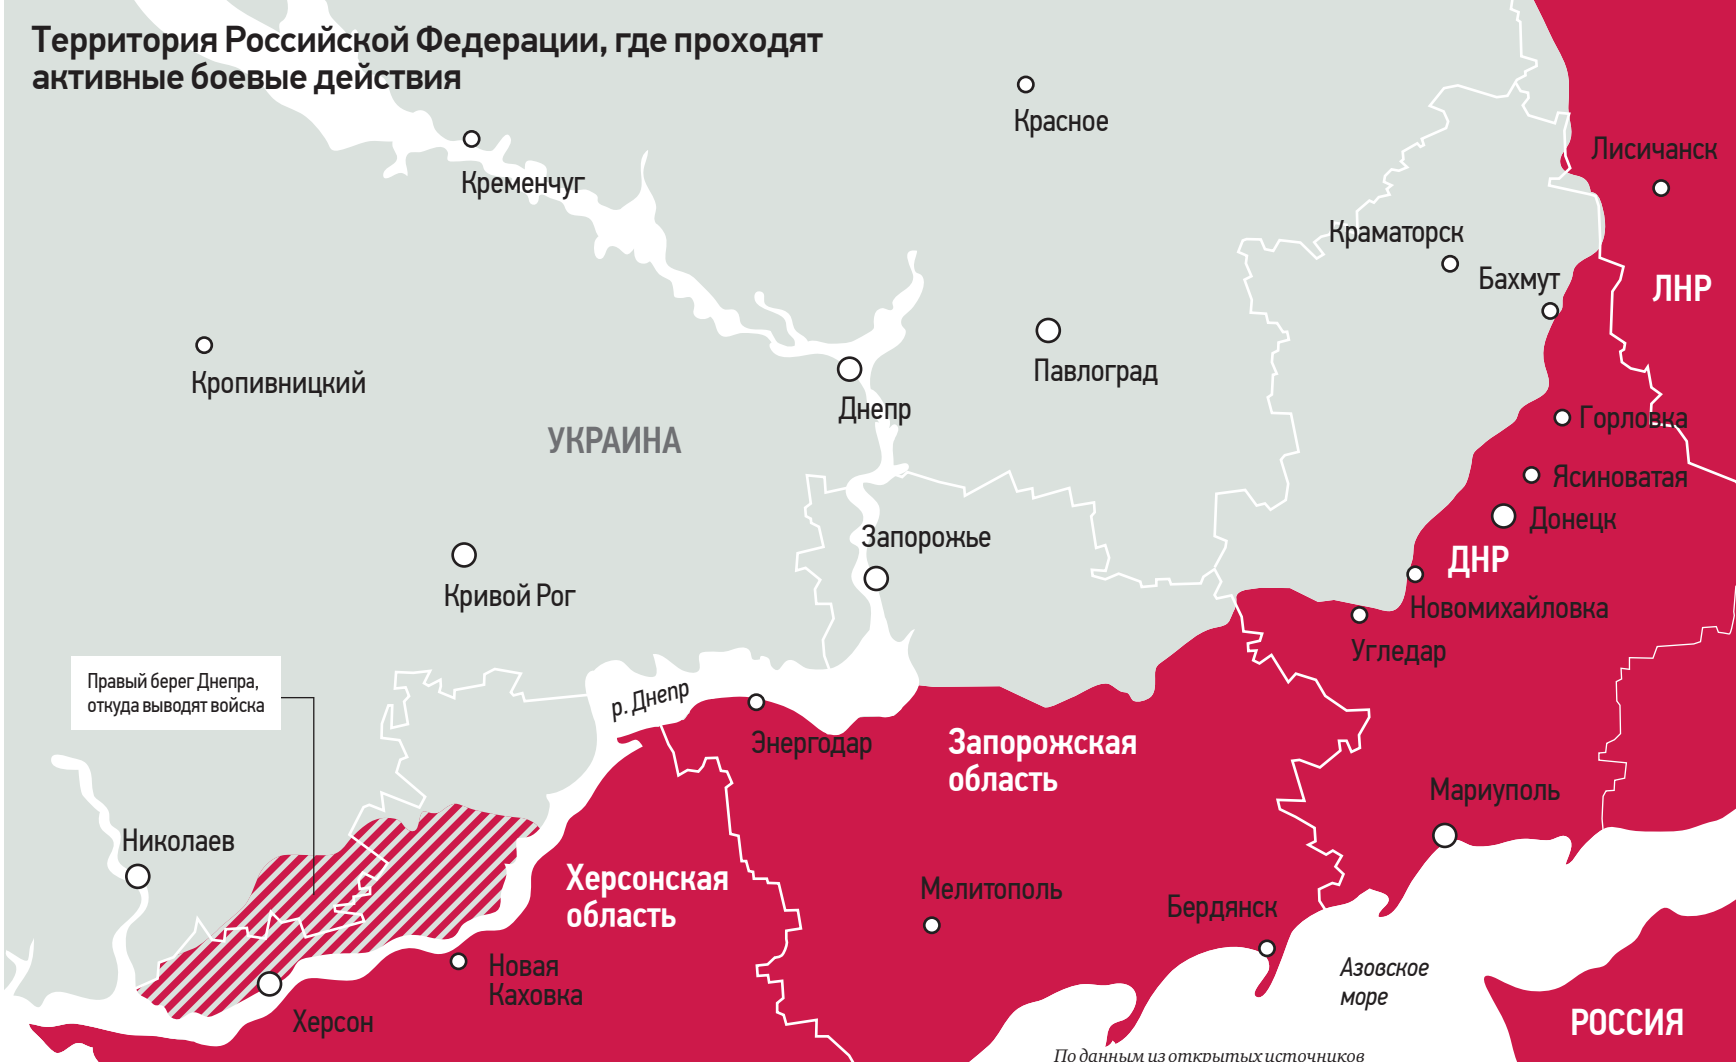 Территория Российской Федерации, где проходят
активные боевые действия
Красное
Лисичанск
Кременчуг
Краматорск
Бахмут
ЛНР
Кропивницкий
Павлоград
Днепр
УКРАИНА
Горловка
Ясиноватая
Донецк
Запорожье
ДНР
Кривой Рог
Новомихайловка
Угледар
Правый берег Днепра,
откуда выводят войска
р. Днепр
Энергодар
Запорожская
область
Мариуполь
Николаев
Херсонская
область
Мелитополь
Бердянск
Новая
Каховка
Азовское
море
Херсон
РОССИЯ
По данным из открытых источников